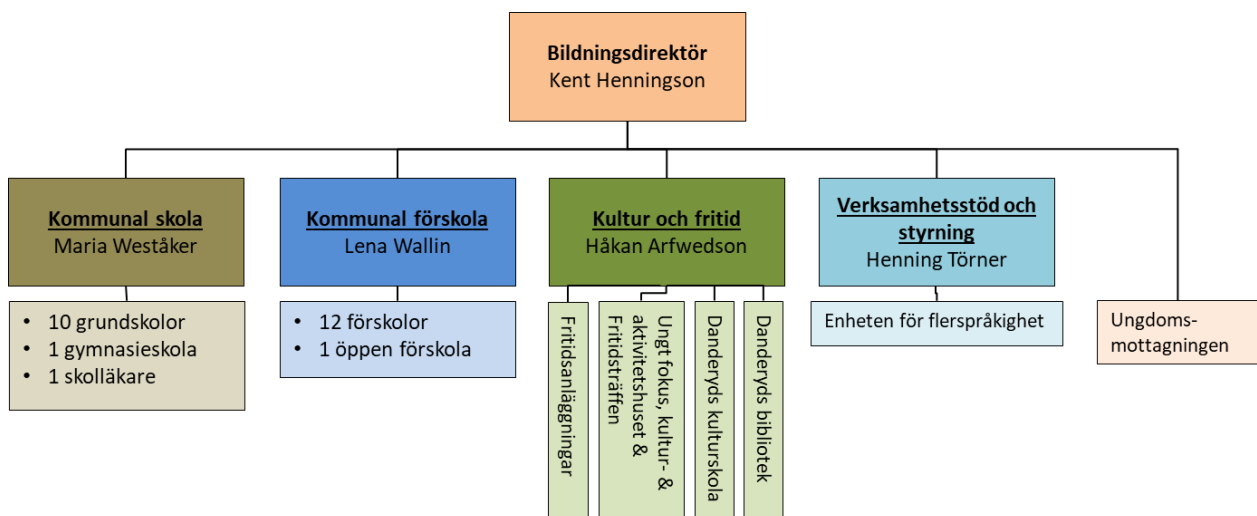 Bildningsdirektör
Kent Henningson
Kommunal skola
Maria Weståker
Kommunal förskola
Lena Wallin
Kultur och fritid
Håkan Arfwedson
Verksamhetsstöd och
styrning
Henning Törner
• 10 grundskolor
• 1 gymnasieskola
• 1 skolläkare
• 12 förskolor
• 1 öppen förskola
Fritidsanläggningar
Ungt fokus, kultur- &
aktivitetshuset &
Fritidsträffen
Danderyds kulturskola
Danderyds bibliotek
Enheten för flerspråkighet
Ungdoms-
mottagningen